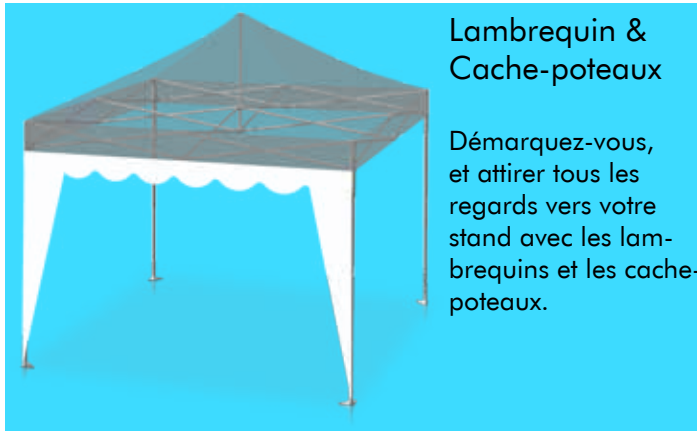 Lambrequin &
Cache-poteaux
Démarquez-vous,
et attirer tous les
regards vers votre
stand avec les lam-
brequins et les cache-
poteaux.